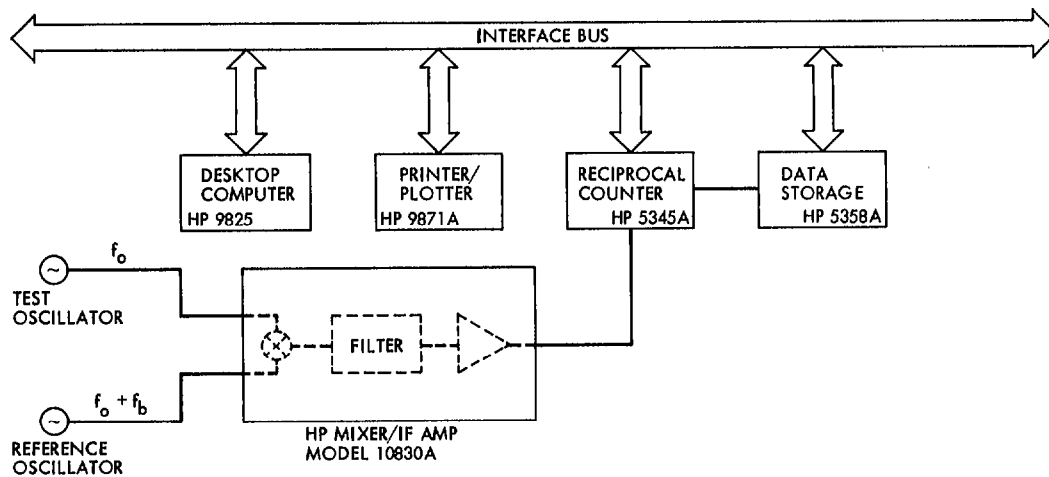 INTERFACE BUS
DESKTOP
COMPUTER
HP 9825
PRINTER/
PLOTTER
HP 9871A
RECIPROCAL
COUNTER
HP 5345A
DATA
STORAGE
HP 5358A
~
fo
TEST
OSCILLATOR
×
FILTER
~
fo + fb
REFERENCE
OSCILLATOR
HP MIXER/IF AMP
MODEL 10830A